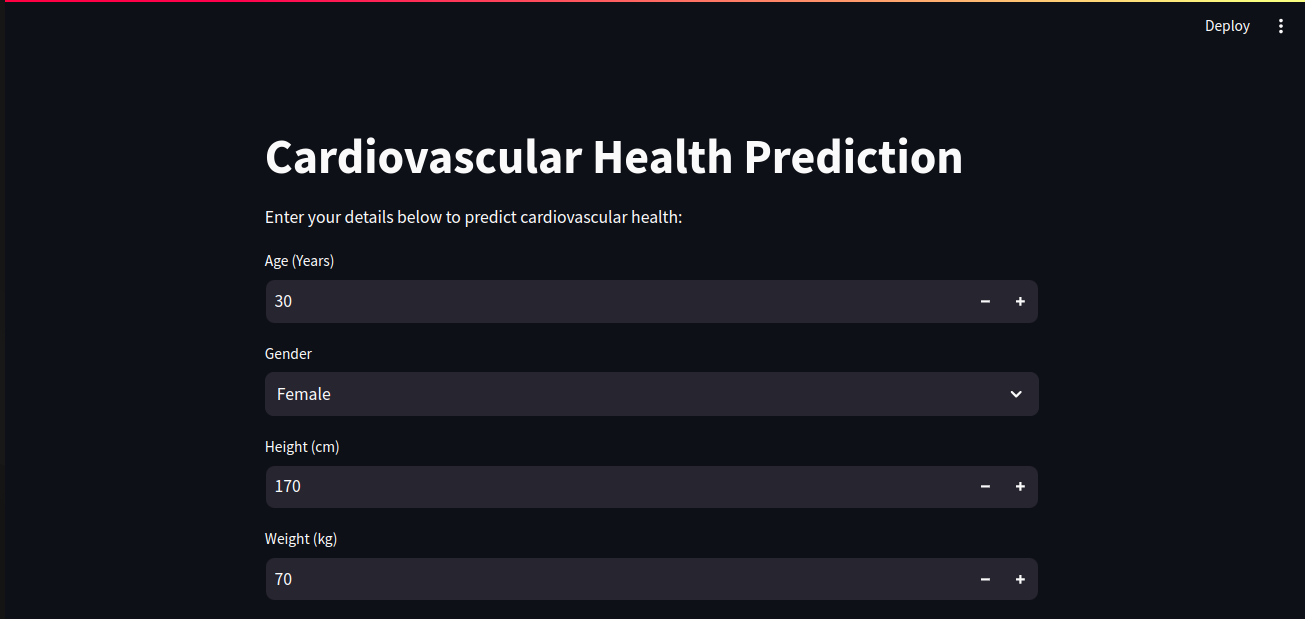 Deploy
Cardiovascular Health Prediction
Enter your details below to predict cardiovascular health:
Age (Years)
30
Gender
Female
Height (cm)
170
Weight (kg)
70